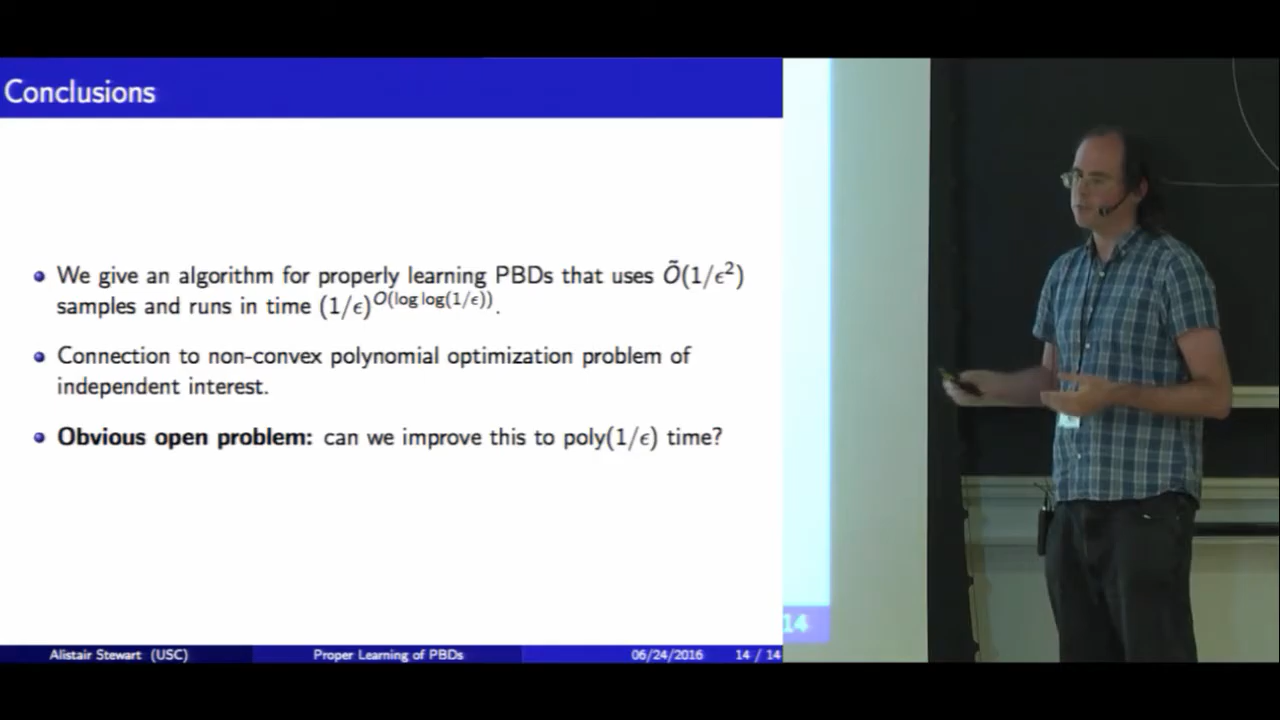 Conclusions
We give an algorithm for properly learning PBDs that uses Õ(1/ϵ²)
samples and runs in time (1/ϵ)^{O(log log(1/ϵ))}.
Connection to non-convex polynomial optimization problem of
independent interest.
Obvious open problem: can we improve this to poly(1/ϵ) time?
14
Alistair Stewart (USC) Proper Learning of PBDs 06/24/2016 14 / 14